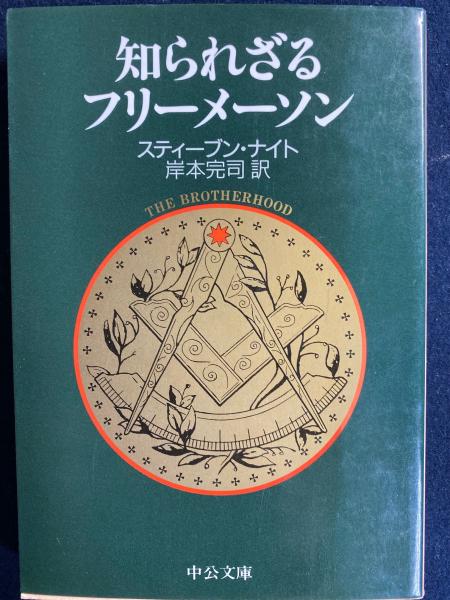 知られざる
フリーメーソン
スティーブン・ナイト
岸本完司 訳
THE BROTHERHOOD
中公文庫